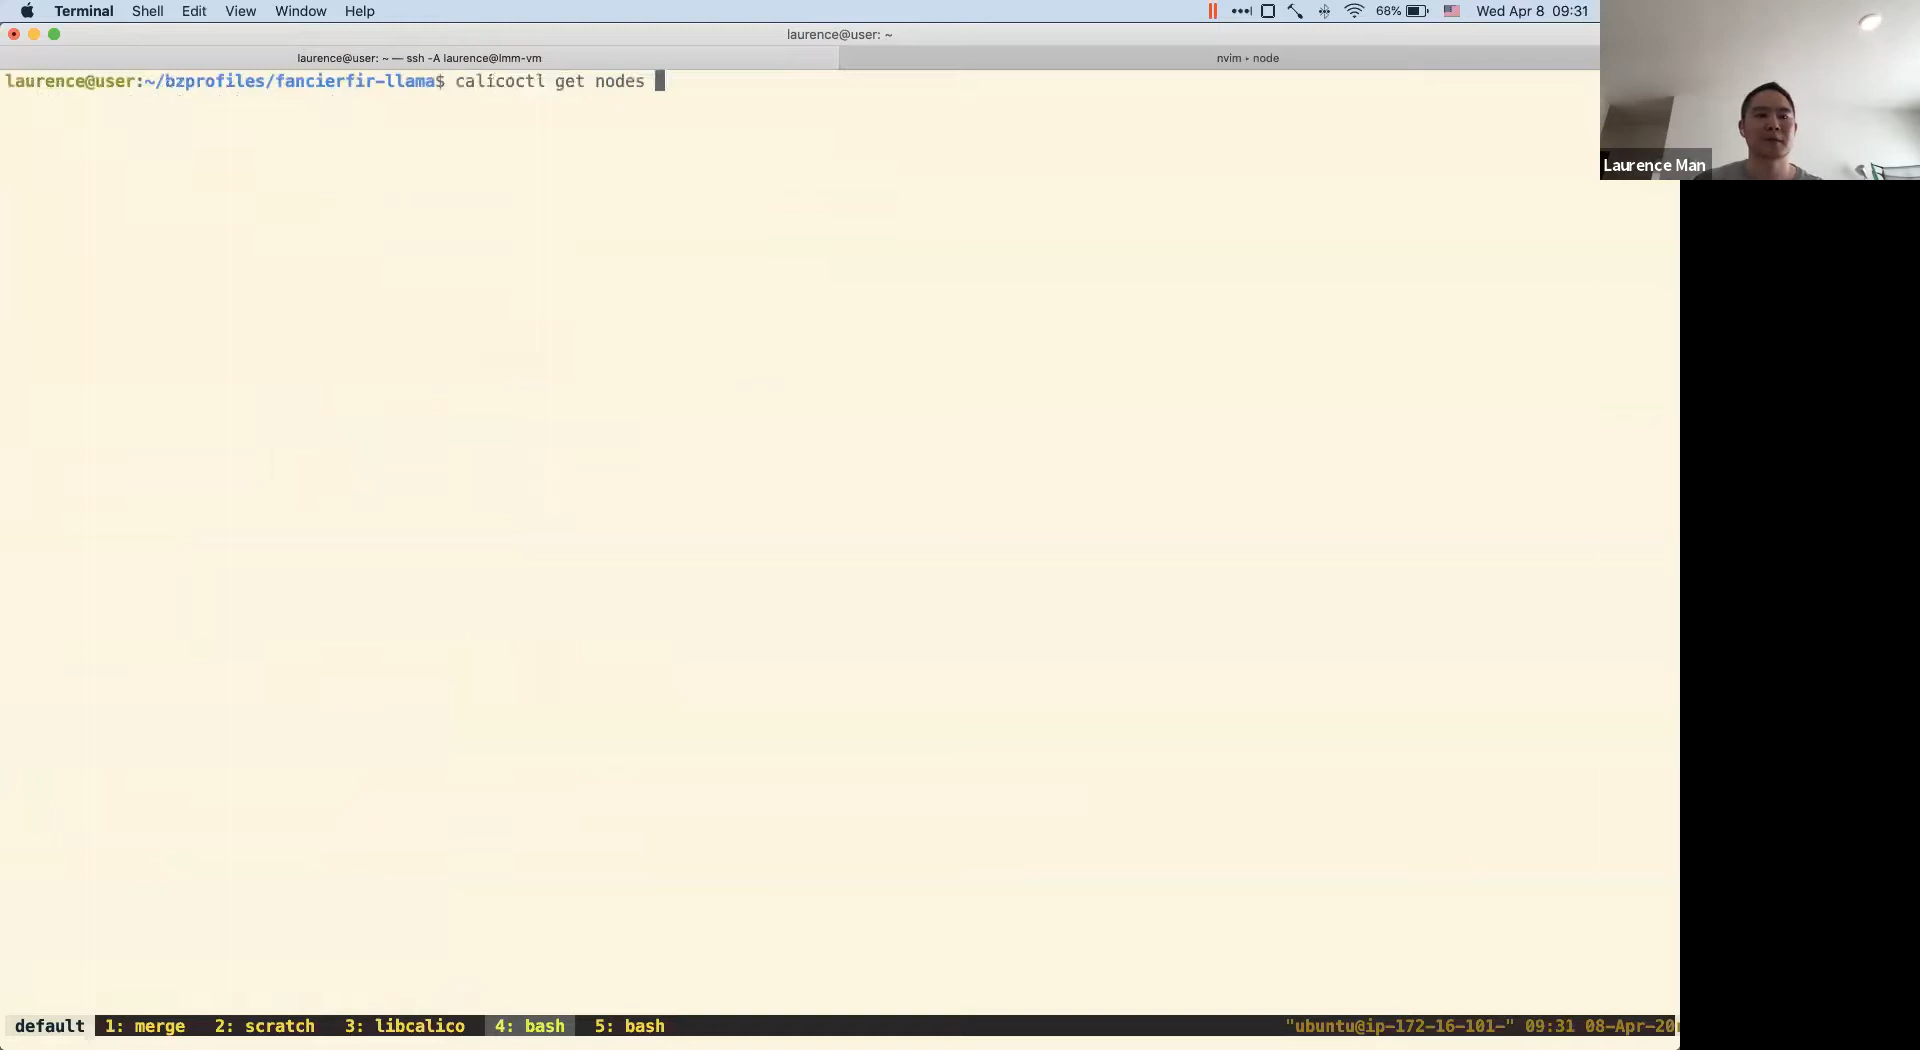 Terminal Shell Edit View Window Help 68% Wed Apr 8 09:31
laurence@user: ~
laurence@user: ~ — ssh -A laurence@lmm-vm
nvim • node
laurence@user:~/bzprofiles/fancierfir-llama$ calicoctl get nodes
Laurence Man
default 1: merge 2: scratch 3: libcalico 4: bash 5: bash "ubuntu@ip-172-16-101-" 09:31 08-Apr-20